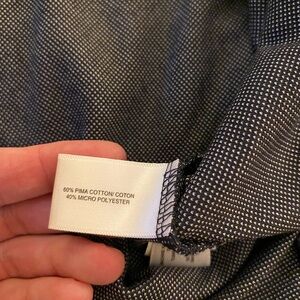 60% PIMA COTTON/ COTON
40% MICRO POLYESTER